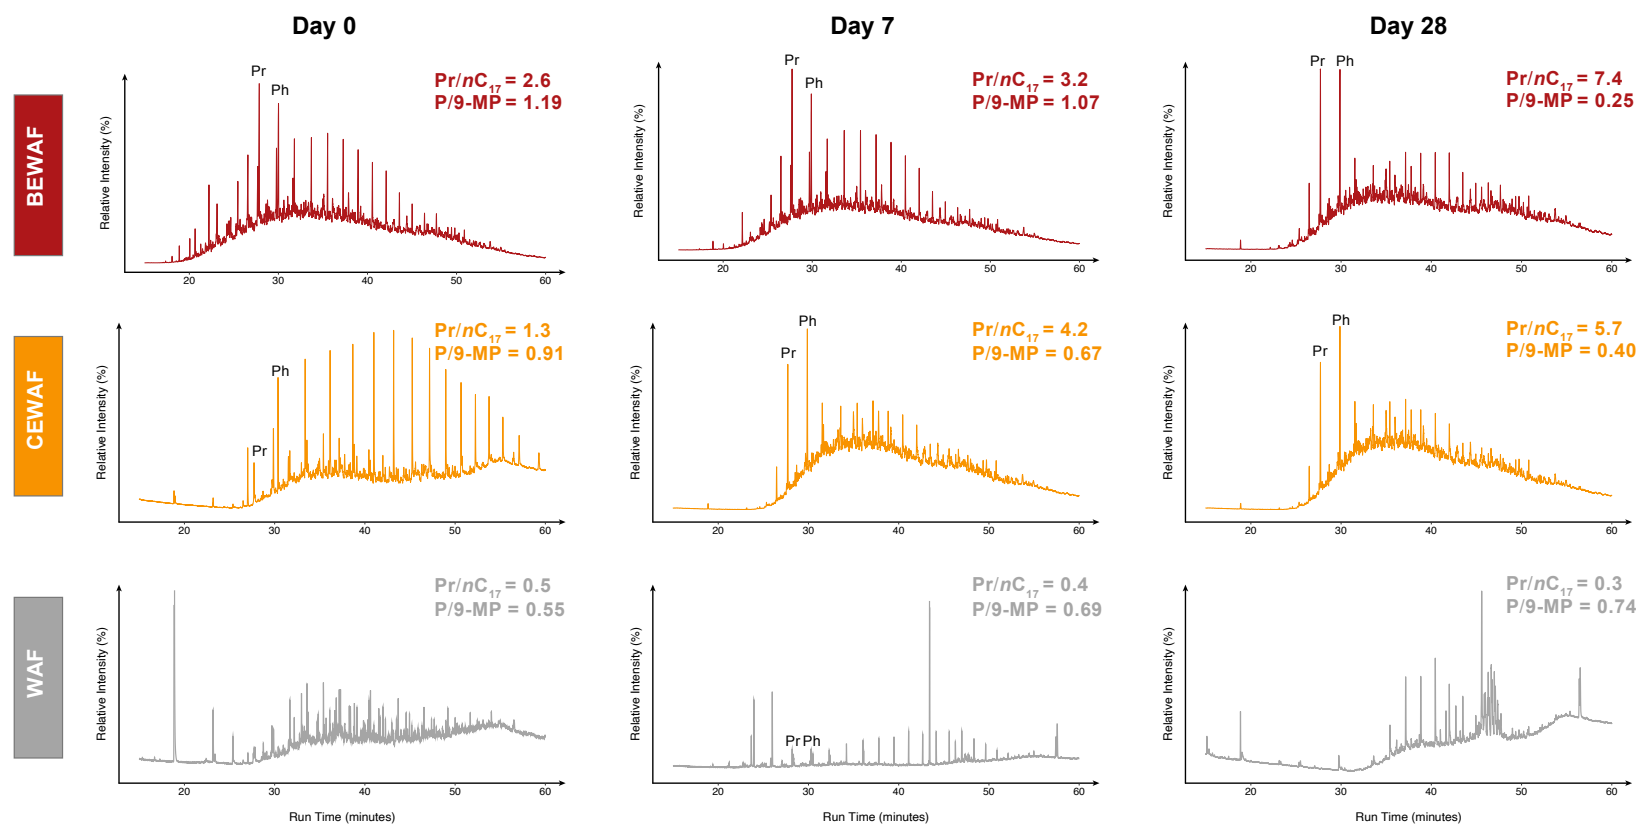 Day 0
Day 7
Day 28
BEWAF
Relative Intensity (%)
Pr
Ph
Pr/nC17 = 2.6
P/9-MP = 1.19
20 30 40 50 60
Relative Intensity (%)
Pr
Ph
Pr/nC17 = 3.2
P/9-MP = 1.07
20 30 40 50 60
Relative Intensity (%)
Pr Ph
Pr/nC17 = 7.4
P/9-MP = 0.25
20 30 40 50 60
CEWAF
Relative Intensity (%)
Ph
Pr
Pr/nC17 = 1.3
P/9-MP = 0.91
20 30 40 50 60
Relative Intensity (%)
Ph
Pr
Pr/nC17 = 4.2
P/9-MP = 0.67
20 30 40 50 60
Relative Intensity (%)
Ph
Pr
Pr/nC17 = 5.7
P/9-MP = 0.40
20 30 40 50 60
WAF
Relative Intensity (%)
Pr/nC17 = 0.5
P/9-MP = 0.55
20 30 40 50 60
Run Time (minutes)
Relative Intensity (%)
Pr Ph
Pr/nC17 = 0.4
P/9-MP = 0.69
20 30 40 50 60
Run Time (minutes)
Relative Intensity (%)
Pr/nC17 = 0.3
P/9-MP = 0.74
20 30 40 50 60
Run Time (minutes)